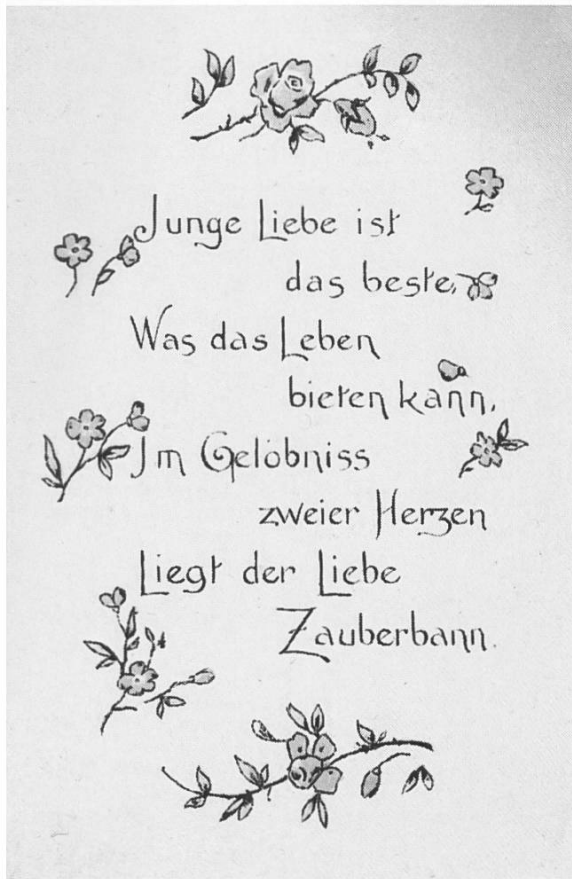 Junge Liebe ist
das beste,
Was das Leben
bieten kann,
Im Gelöbniss
zweier Herzen
Liegt der Liebe
Zauberbann.